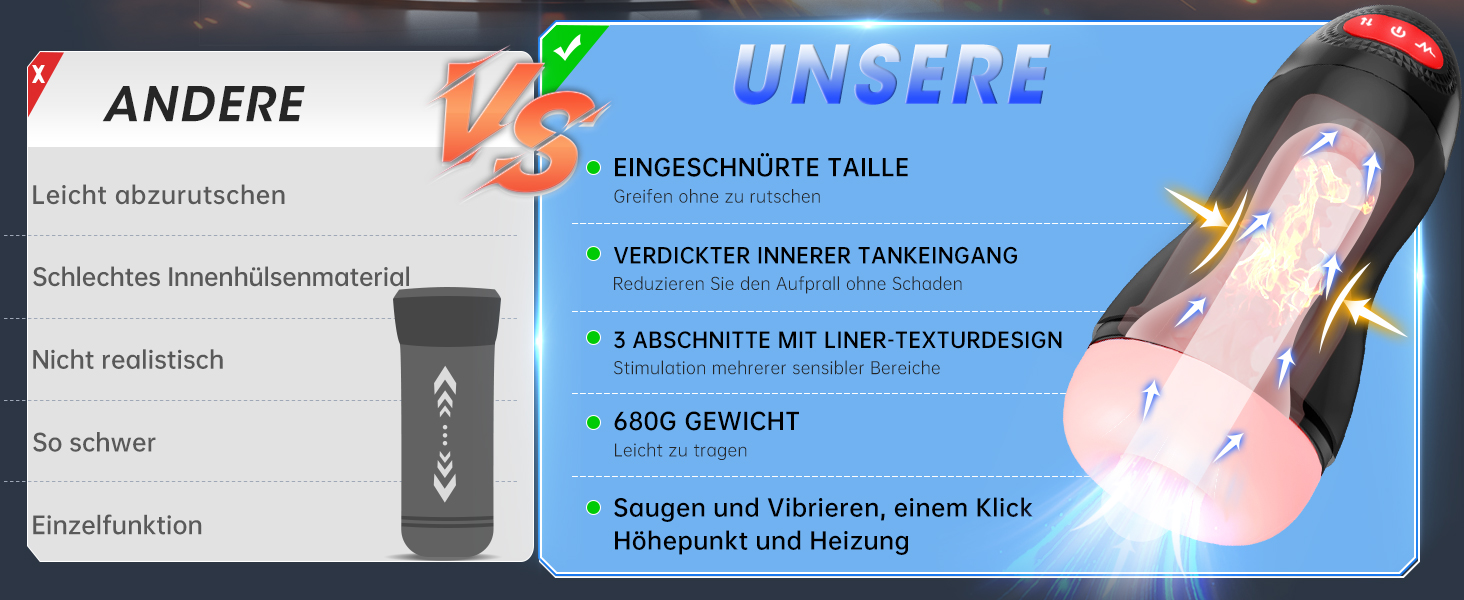 X
ANDERE
Leicht abzurutschen
Schlechtes Innenhülsenmaterial
Nicht realistisch
So schwer
Einzelfunktion
VS
UNSERE
EINGESCHNÜRTE TAILLE
Greifen ohne zu rutschen
VERDICKTER INNERER TANKEINGANG
Reduzieren Sie den Aufprall ohne Schaden
3 ABSCHNITTE MIT LINER-TEXTURDESIGN
Stimulation mehrerer sensibler Bereiche
680G GEWICHT
Leicht zu tragen
Saugen und Vibrieren, einem Klick
Höhepunkt und Heizung